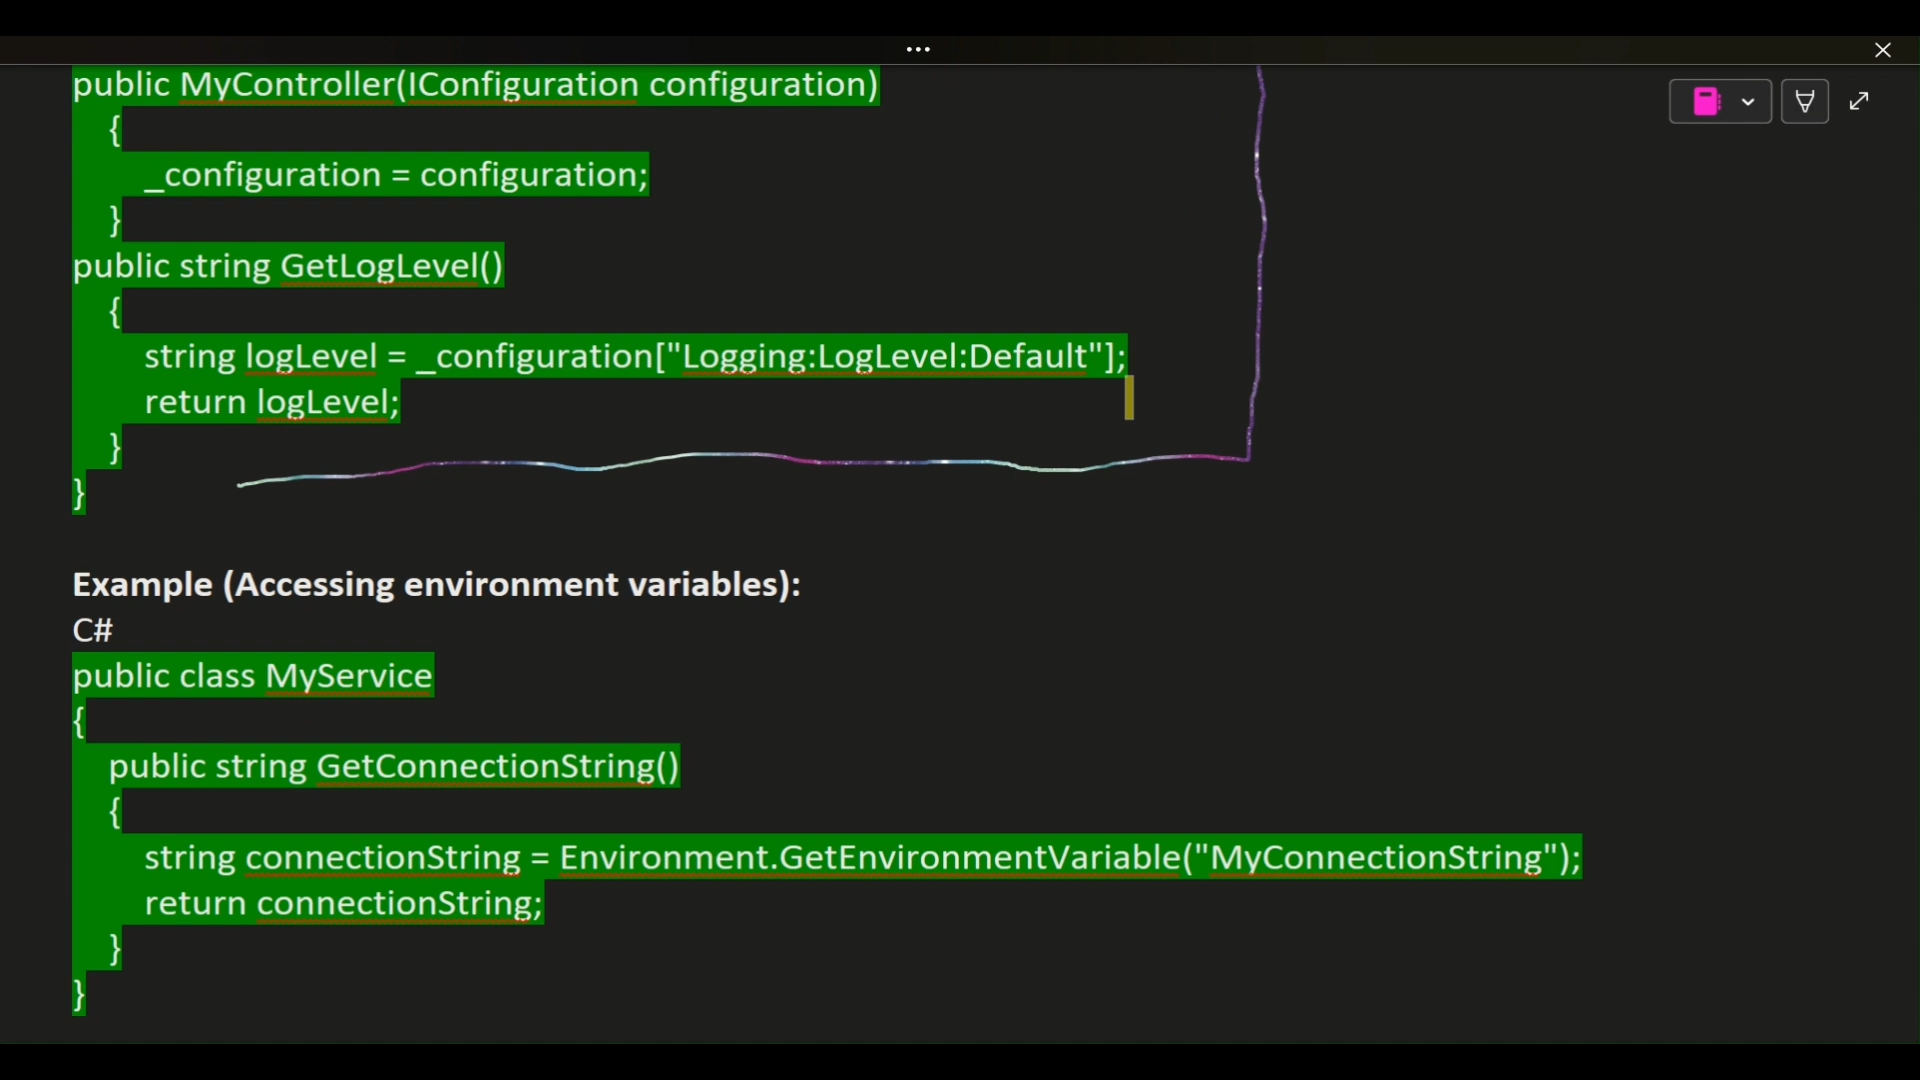 public MyController(IConfiguration configuration)
{
_configuration = configuration;
}
public string GetLogLevel()
{
string logLevel = _configuration["Logging:LogLevel:Default"];
return logLevel;
}
}
Example (Accessing environment variables):
C#
public class MyService
{
public string GetConnectionString()
{
string connectionString = Environment.GetEnvironmentVariable("MyConnectionString");
return connectionString;
}
}